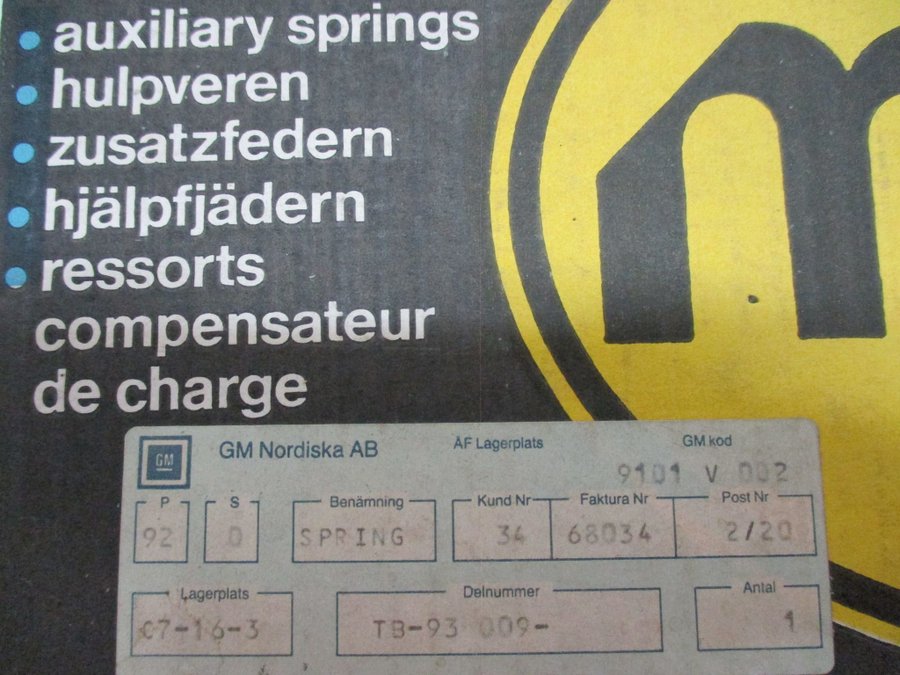 auxiliary springs
hulpveren
zusatzfedern
hjälpfjädern
ressorts
compensateur
de charge
m
GM GM Nordiska AB ÅF Lagerplats GM kod
9101 V 002
P S Benämning Kund Nr Faktura Nr Post Nr
92 D SPRING 34 68034 2/20
Lagerplats Delnummer Antal
C7-16-3 TB-93 009- 1